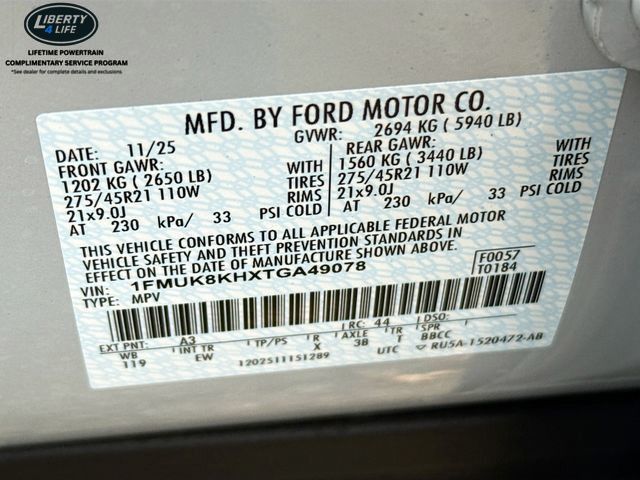 LIBERTY
4 LIFE
LIFETIME POWERTRAIN
COMPLIMENTARY SERVICE PROGRAM
*See dealer for complete details and exclusions
MFD. BY FORD MOTOR CO.
DATE: 11/25 GVWR: 2694 KG ( 5940 LB)
FRONT GAWR: REAR GAWR:
1202 KG ( 2650 LB) WITH 1560 KG ( 3440 LB) WITH
275/45R21 110W TIRES 275/45R21 110W TIRES
21x9.0J RIMS 21x9.0J RIMS
AT 230 kPa/ 33 PSI COLD AT 230 kPa/ 33 PSI COLD
THIS VEHICLE CONFORMS TO ALL APPLICABLE FEDERAL MOTOR
VEHICLE SAFETY AND THEFT PREVENTION STANDARDS IN
EFFECT ON THE DATE OF MANUFACTURE SHOWN ABOVE.
VIN: 1FMUK8KHXTGA49078 F0057
TYPE: MPV T0184
EXT PNT: A3 RC: 44 DSO:
WB INT TR TP/PS R AXLE TR SPR
119 EW X 3B T BBCC
1202511151289 UTC RU5A-1520472-AB